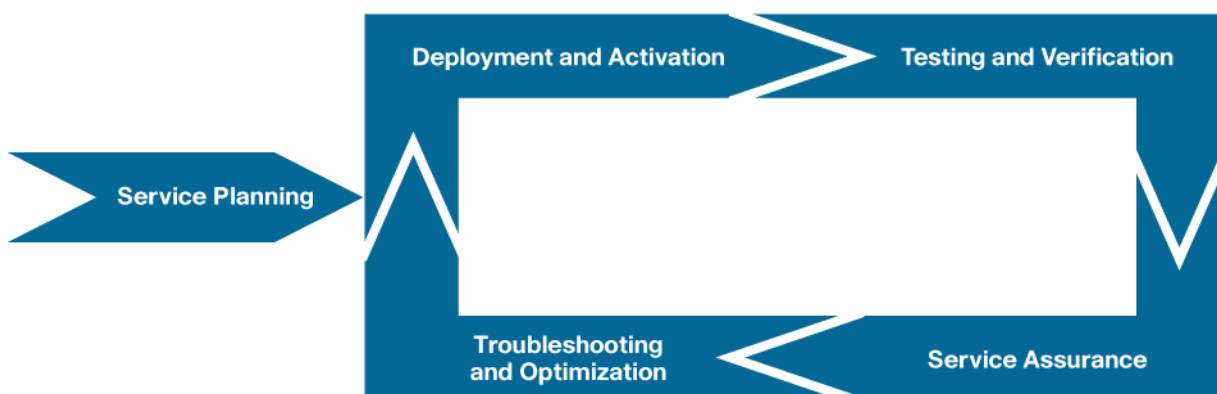 Deployment and Activation
Testing and Verification
Service Planning
Troubleshooting
and Optimization
Service Assurance